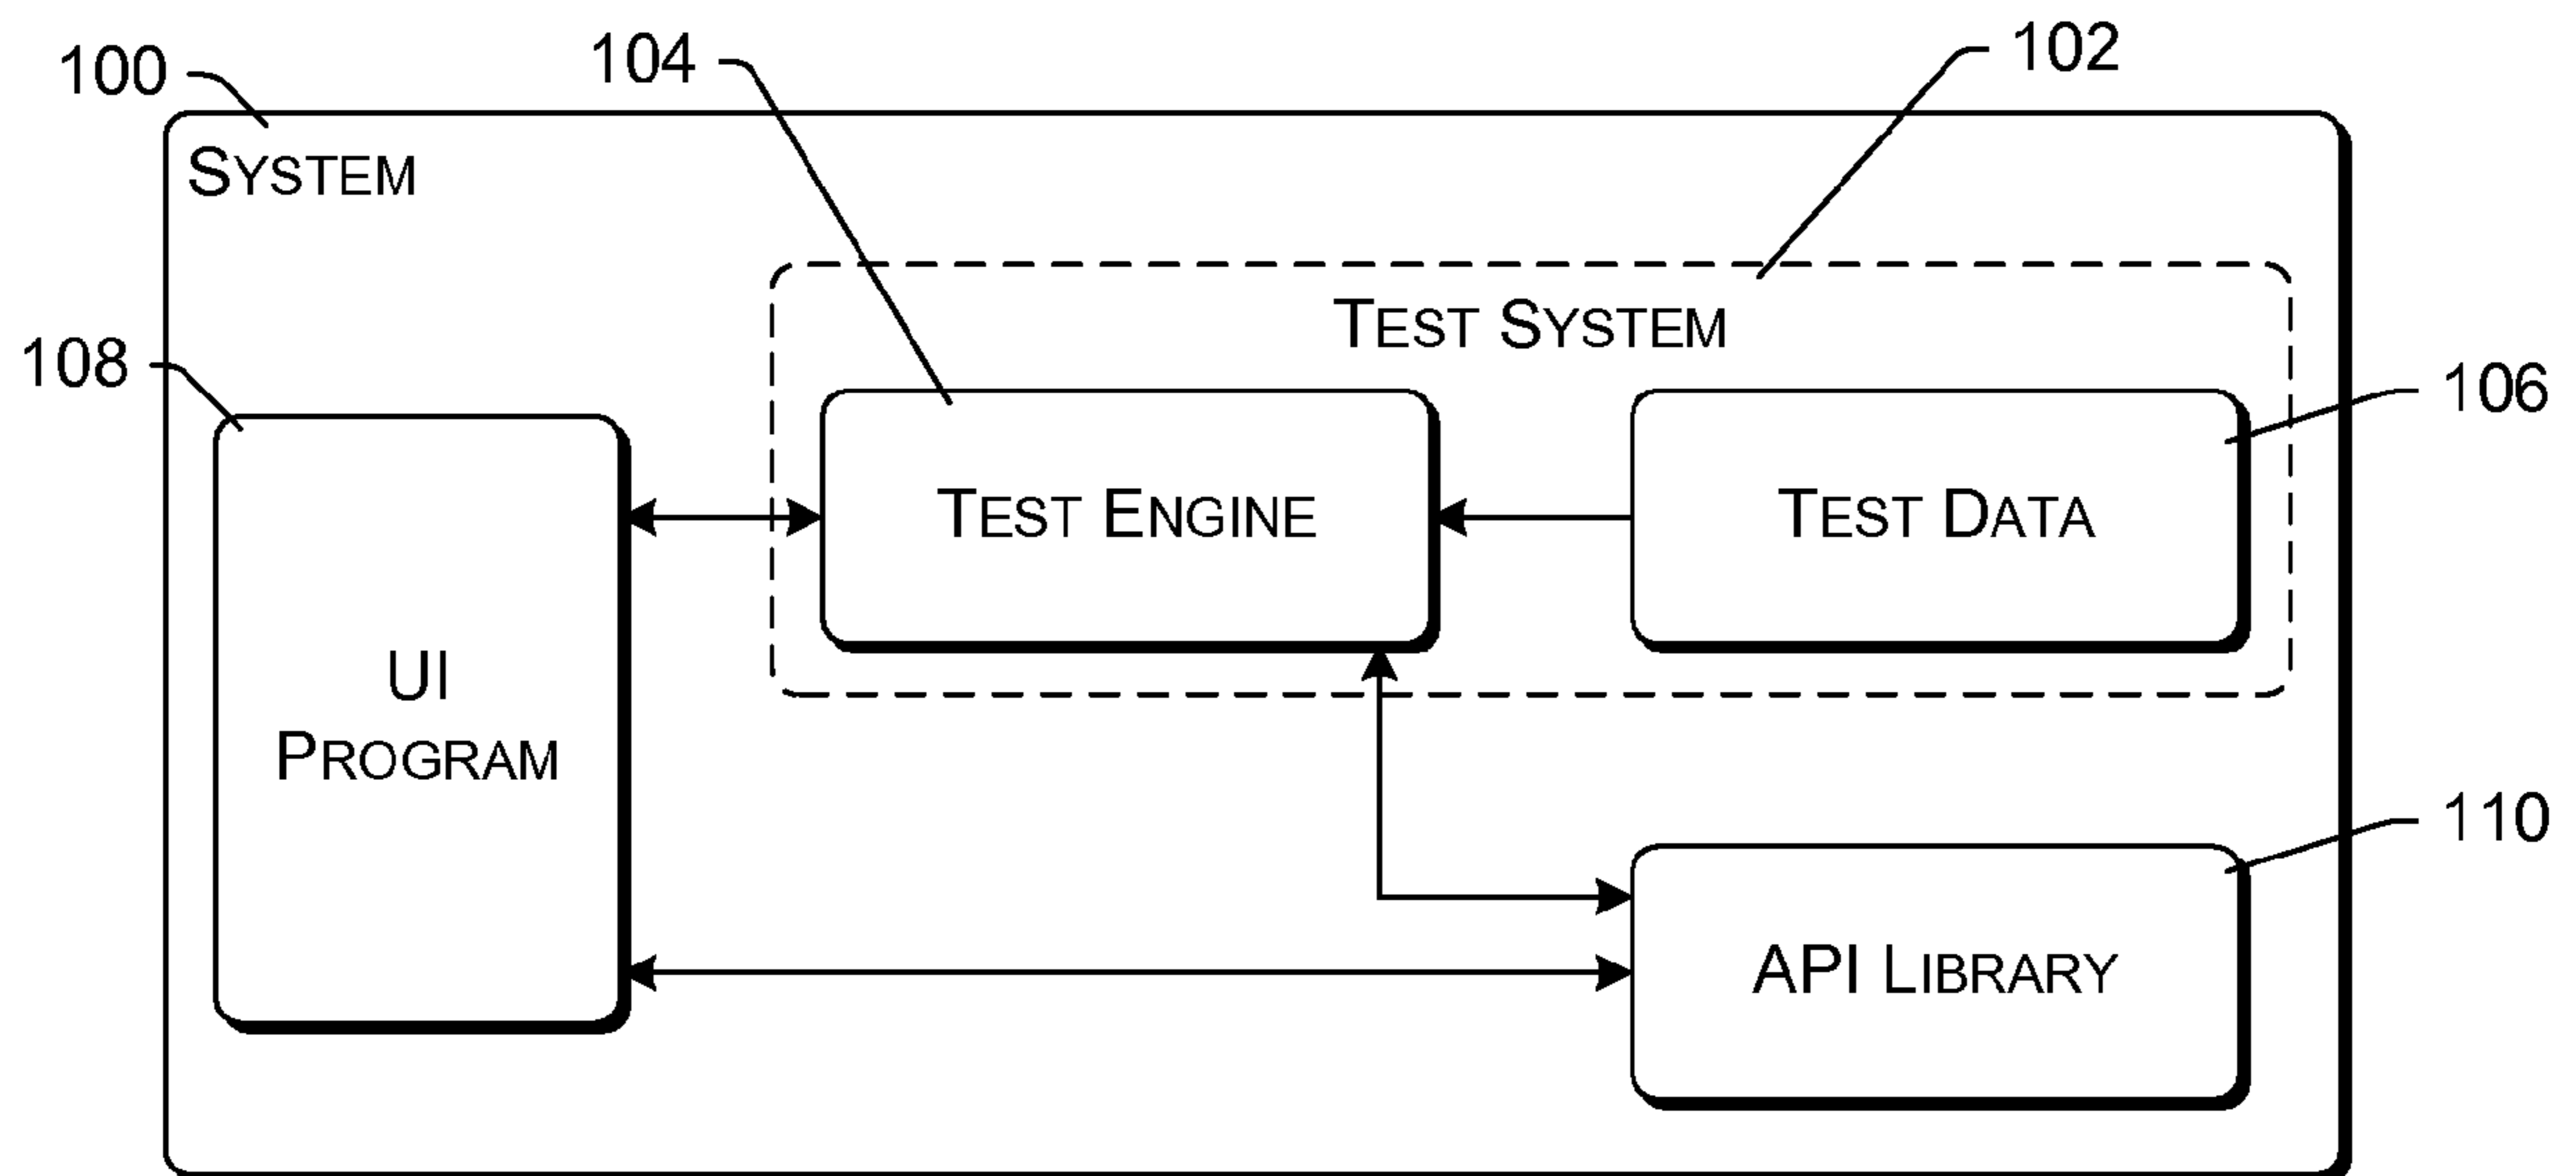 100
104
102
SYSTEM
TEST SYSTEM
108
106
TEST ENGINE
TEST DATA
UI
PROGRAM
110
API LIBRARY